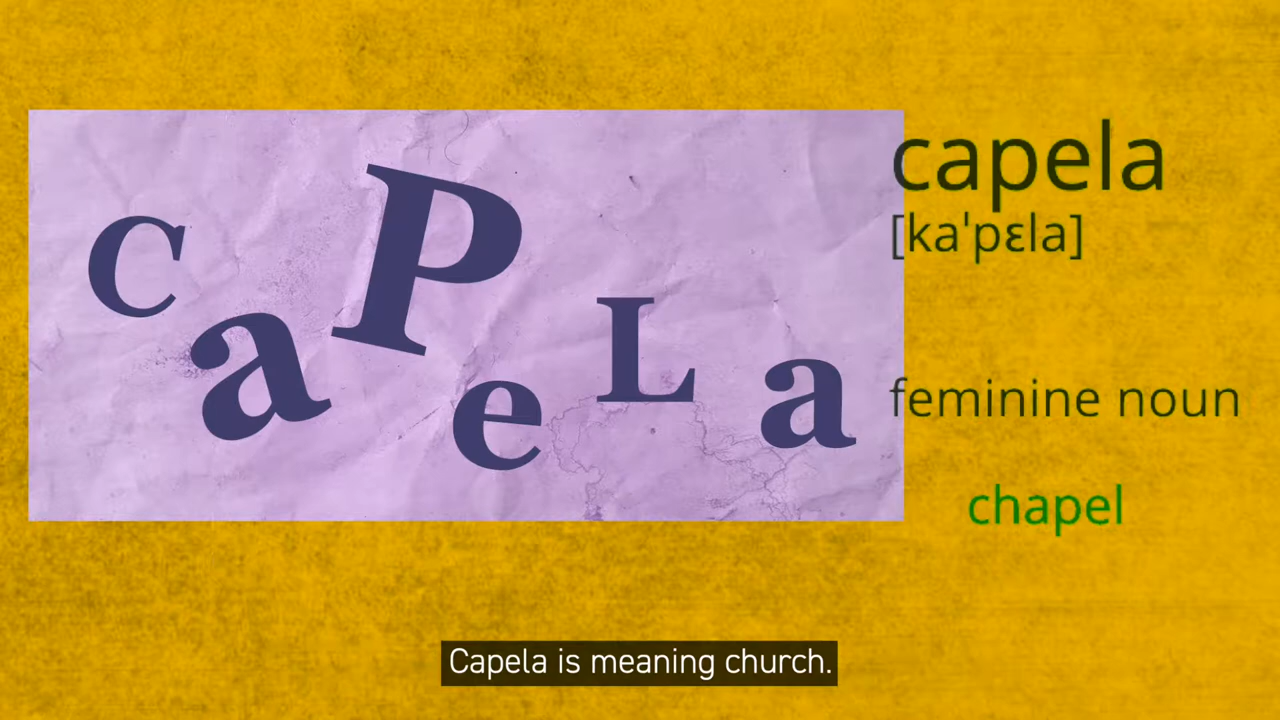 caPeLa
capela
[ka'pɛla]
feminine noun
chapel
Capela is meaning church.